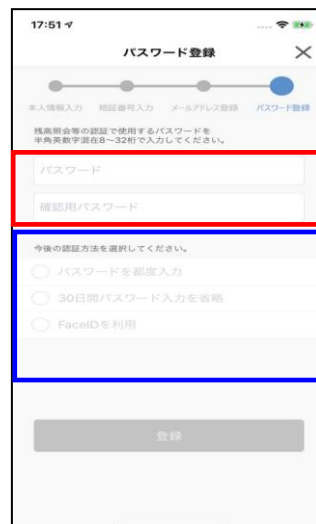 17:51
パスワード登録
本人情報入力 暗証番号入力 メールアドレス登録 パスワード登録
残高照会等の認証で使用するパスワードを
半角英数字混在8〜32桁で入力してください。
パスワード
確認用パスワード
今後の認証方法を選択してください。
パスワードを都度入力
30日間パスワード入力を省略
FaceIDを利用
登録